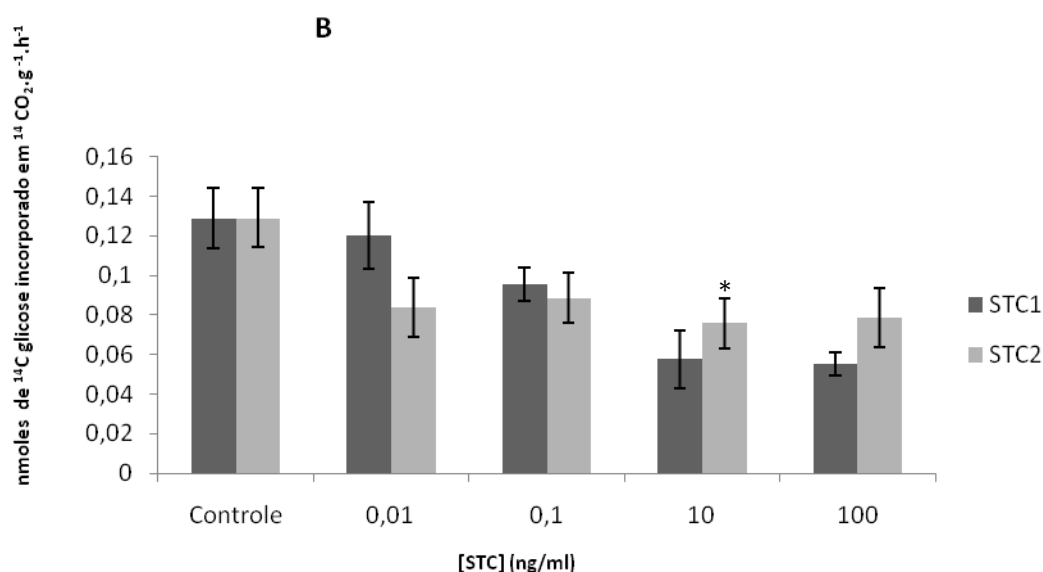 B
nmoles de ¹⁴C glicose incorporado em ¹⁴ CO₂.g⁻¹.h⁻¹
0,16
0,14
0,12
0,1
0,08
0,06
0,04
0,02
0
*
STC1
STC2
Controle 0,01 0,1 10 100
[STC] (ng/ml)